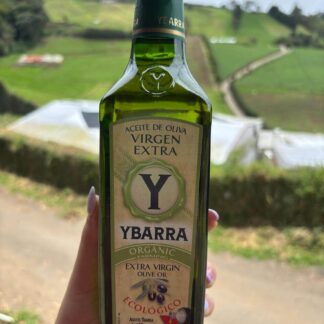 YBARRA
Y
ACEITE DE OLIVA
VIRGEN
EXTRA
Y
YBARRA
ORGANIC
EXTRA VIRGIN
OLIVE OIL
ECOLÓGICO